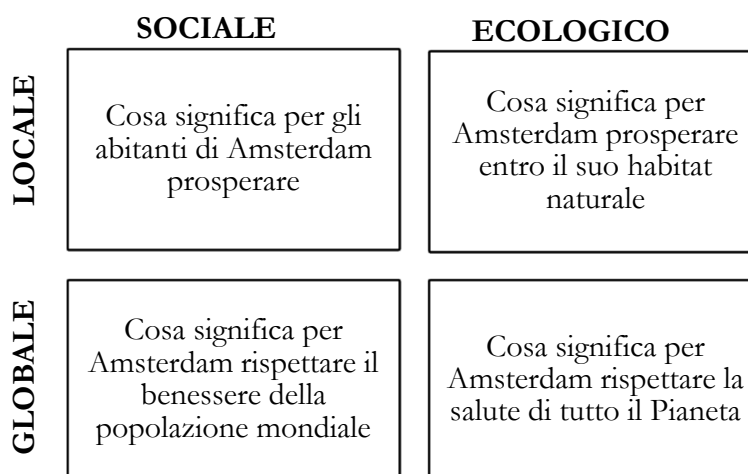 SOCIALE
ECOLOGICO
LOCALE
Cosa significa per gli
abitanti di Amsterdam
prosperare
Cosa significa per
Amsterdam prosperare
entro il suo habitat
naturale
GLOBALE
Cosa significa per
Amsterdam rispettare il
benessere della
popolazione mondiale
Cosa significa per
Amsterdam rispettare la
salute di tutto il Pianeta